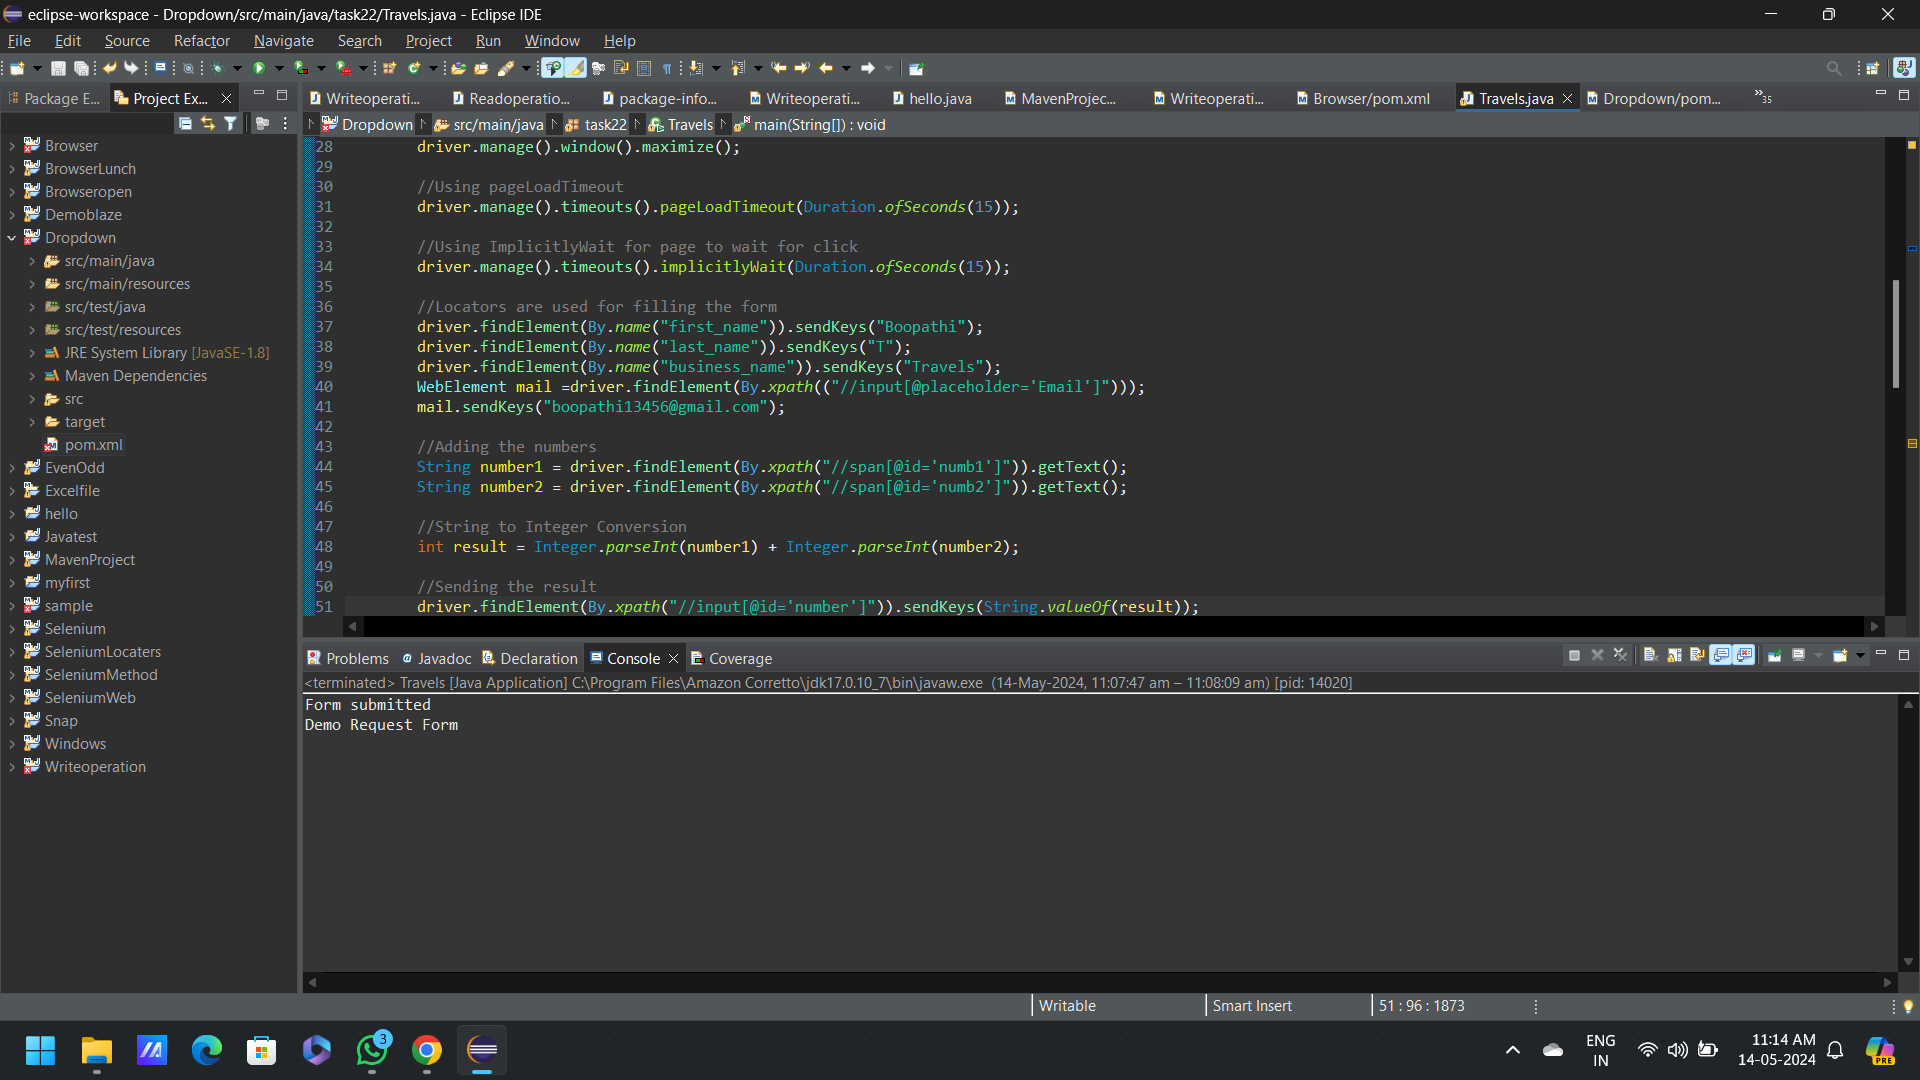 eclipse-workspace - Dropdown/src/main/java/task22/Travels.java - Eclipse IDE
File Edit Source Refactor Navigate Search Project Run Window Help
Package E... Project Ex...
Writeoperati... Readoperatio... package-info... Writeoperati... hello.java MavenProjec... Writeoperati... Browser/pom.xml Travels.java Dropdown/pom... »35
Dropdown src/main/java task22 Travels main(String[]) : void
Browser
BrowserLunch
Browseropen
Demoblaze
Dropdown
src/main/java
src/main/resources
src/test/java
src/test/resources
JRE System Library [JavaSE-1.8]
Maven Dependencies
src
target
pom.xml
EvenOdd
Excelfile
hello
Javatest
MavenProject
myfirst
sample
Selenium
SeleniumLocaters
SeleniumMethod
SeleniumWeb
Snap
Windows
Writeoperation
28 driver.manage().window().maximize();
29
30 //Using pageLoadTimeout
31 driver.manage().timeouts().pageLoadTimeout(Duration.ofSeconds(15));
32
33 //Using ImplicitlyWait for page to wait for click
34 driver.manage().timeouts().implicitlyWait(Duration.ofSeconds(15));
35
36 //Locators are used for filling the form
37 driver.findElement(By.name("first_name")).sendKeys("Boopathi");
38 driver.findElement(By.name("last_name")).sendKeys("T");
39 driver.findElement(By.name("business_name")).sendKeys("Travels");
40 WebElement mail =driver.findElement(By.xpath(("//input[@placeholder='Email']")));
41 mail.sendKeys("boopathi13456@gmail.com");
42
43 //Adding the numbers
44 String number1 = driver.findElement(By.xpath("//span[@id='numb1']")).getText();
45 String number2 = driver.findElement(By.xpath("//span[@id='numb2']")).getText();
46
47 //String to Integer Conversion
48 int result = Integer.parseInt(number1) + Integer.parseInt(number2);
49
50 //Sending the result
51 driver.findElement(By.xpath("//input[@id='number']")).sendKeys(String.valueOf(result));
Problems Javadoc Declaration Console Coverage
<terminated> Travels [Java Application] C:\Program Files\Amazon Corretto\jdk17.0.10_7\bin\javaw.exe (14-May-2024, 11:07:47 am – 11:08:09 am) [pid: 14020]
Form submitted
Demo Request Form
Writable Smart Insert 51 : 96 : 1873
3
ENG
IN
11:14 AM
14-05-2024
PRE